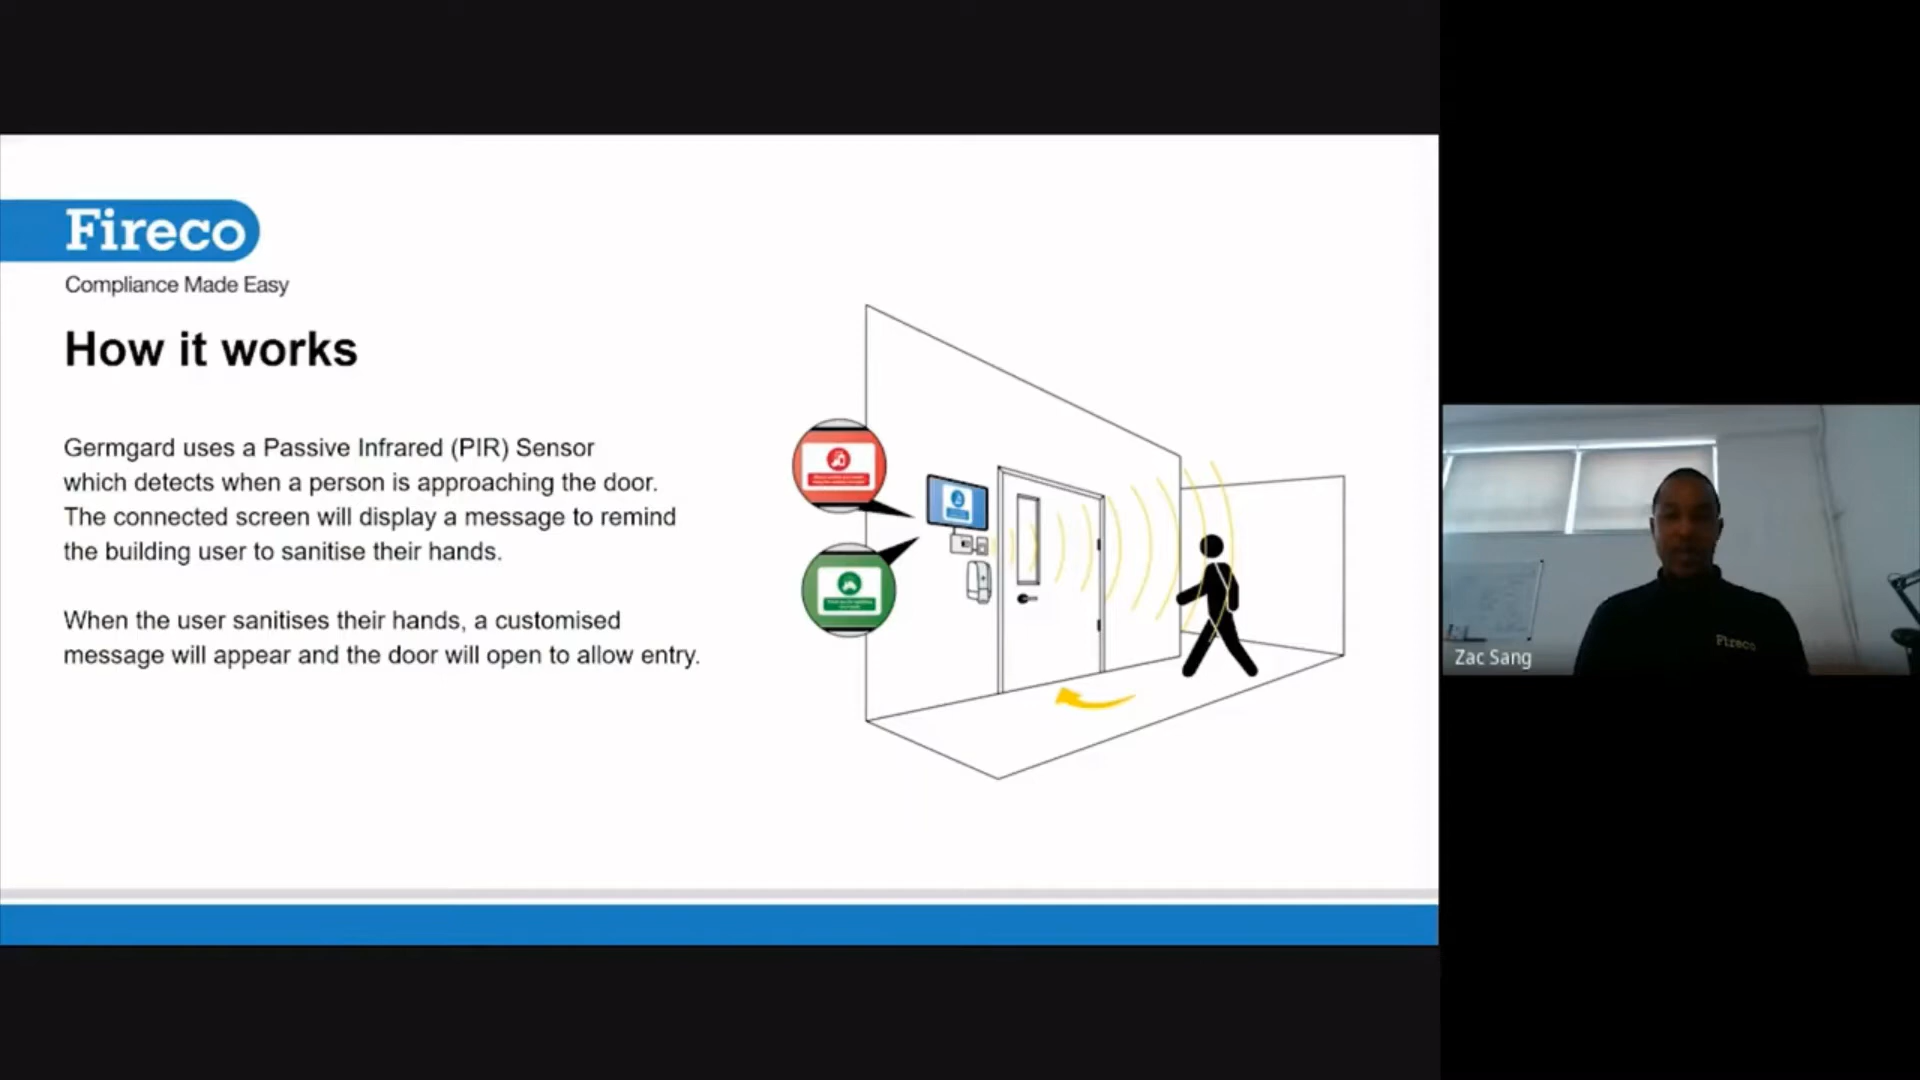 Fireco
Compliance Made Easy
How it works
Germgard uses a Passive Infrared (PIR) Sensor
which detects when a person is approaching the door.
The connected screen will display a message to remind
the building user to sanitise their hands.
When the user sanitises their hands, a customised
message will appear and the door will open to allow entry.
Fireco
Zac Sang